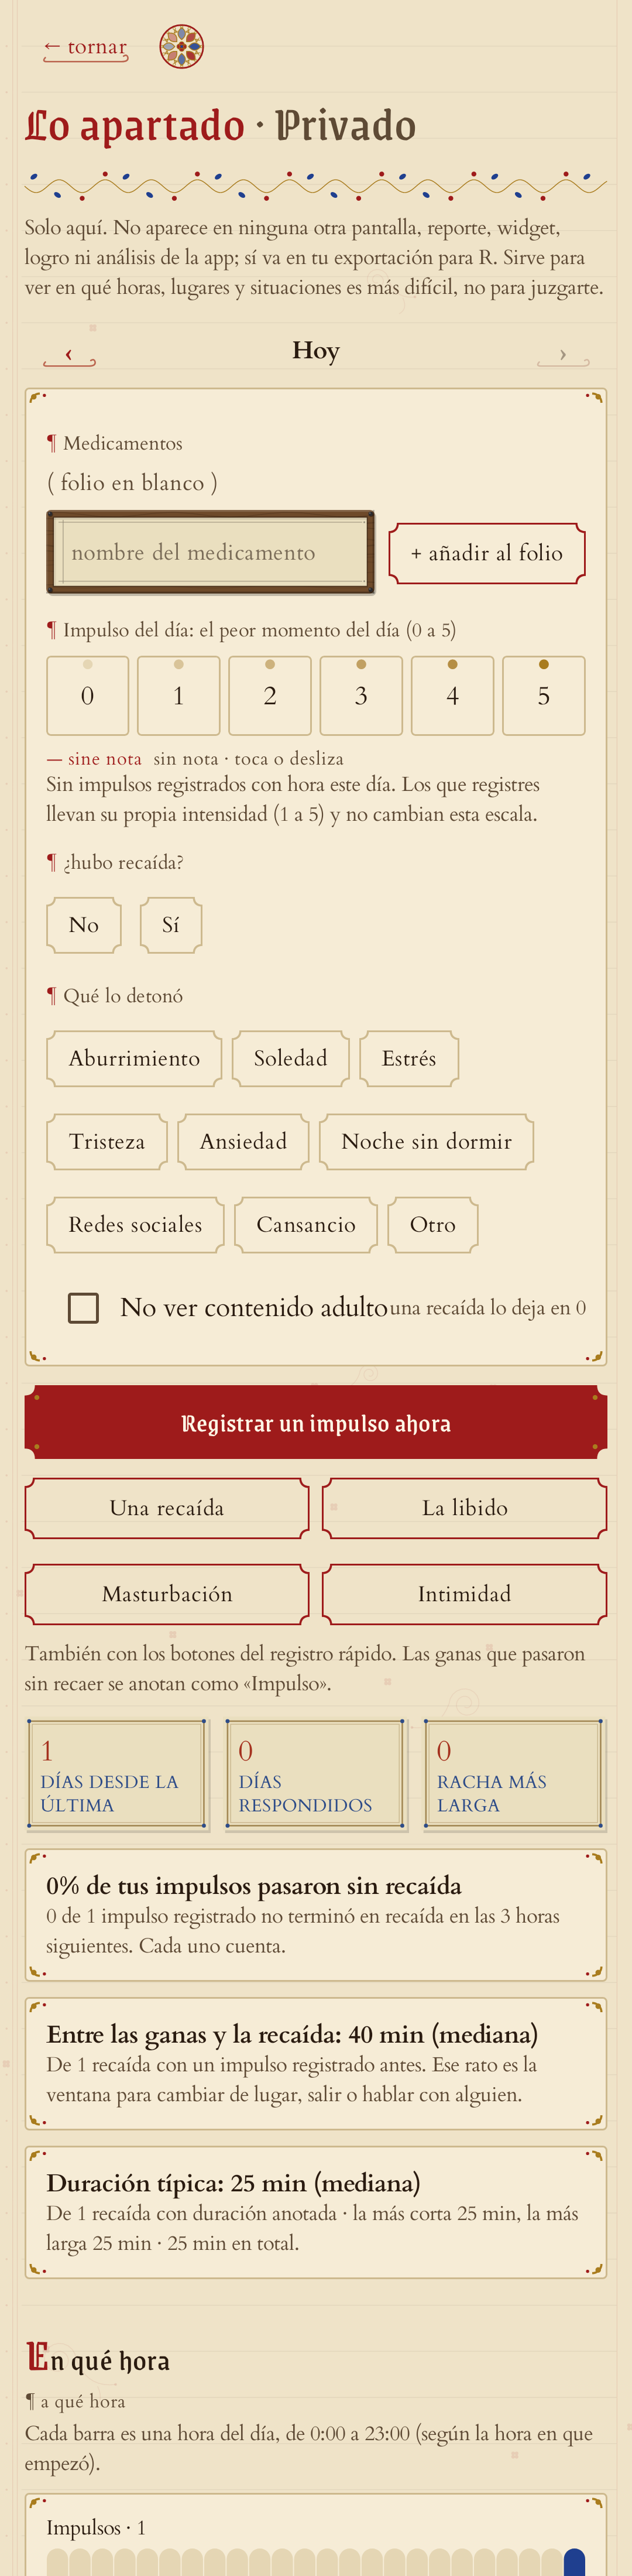 ← tornar
Lo apartado · Privado
Solo aquí. No aparece en ninguna otra pantalla, reporte, widget,
logro ni análisis de la app; sí va en tu exportación para R. Sirve para
ver en qué horas, lugares y situaciones es más difícil, no para juzgarte.
‹ Hoy ›
¶ Medicamentos
( folio en blanco )
nombre del medicamento
+ añadir al folio
¶ Impulso del día: el peor momento del día (0 a 5)
0 1 2 3 4 5
— sine nota sin nota · toca o desliza
Sin impulsos registrados con hora este día. Los que registres
llevan su propia intensidad (1 a 5) y no cambian esta escala.
¶ ¿hubo recaída?
No Sí
¶ Qué lo detonó
Aburrimiento Soledad Estrés
Tristeza Ansiedad Noche sin dormir
Redes sociales Cansancio Otro
No ver contenido adulto una recaída lo deja en 0
Registrar un impulso ahora
Una recaída La libido
Masturbación Intimidad
También con los botones del registro rápido. Las ganas que pasaron
sin recaer se anotan como «Impulso».
1
DÍAS DESDE LA
ÚLTIMA
0
DÍAS
RESPONDIDOS
0
RACHA MÁS
LARGA
0% de tus impulsos pasaron sin recaída
0 de 1 impulso registrado no terminó en recaída en las 3 horas
siguientes. Cada uno cuenta.
Entre las ganas y la recaída: 40 min (mediana)
De 1 recaída con un impulso registrado antes. Ese rato es la
ventana para cambiar de lugar, salir o hablar con alguien.
Duración típica: 25 min (mediana)
De 1 recaída con duración anotada · la más corta 25 min, la más
larga 25 min · 25 min en total.
En qué hora
¶ a qué hora
Cada barra es una hora del día, de 0:00 a 23:00 (según la hora en que
empezó).
Impulsos · 1